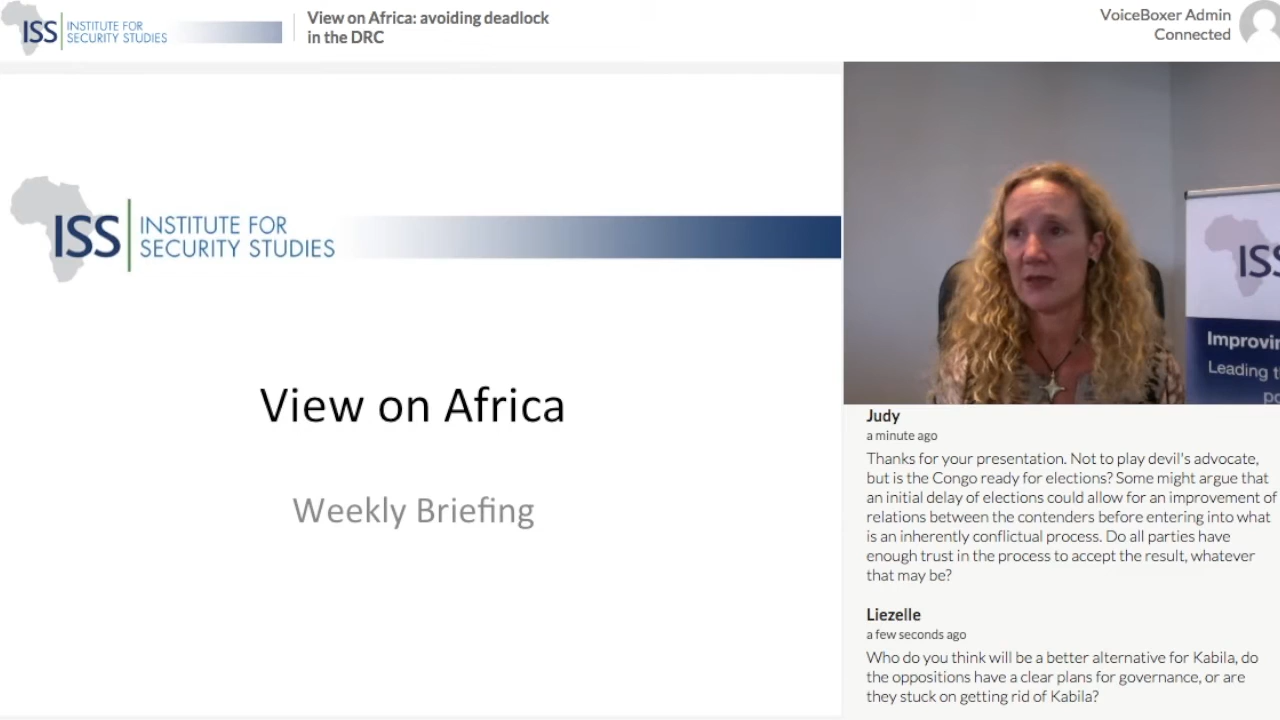 ISS
INSTITUTE FOR
SECURITY STUDIES
View on Africa: avoiding deadlock
in the DRC
VoiceBoxer Admin
Connected
ISS
INSTITUTE FOR
SECURITY STUDIES
View on Africa
Weekly Briefing
ISS
Improvin
Leading t
po
Judy
a minute ago
Thanks for your presentation. Not to play devil's advocate,
but is the Congo ready for elections? Some might argue that
an initial delay of elections could allow for an improvement of
relations between the contenders before entering into what
is an inherently conflictual process. Do all parties have
enough trust in the process to accept the result, whatever
that may be?
Liezelle
a few seconds ago
Who do you think will be a better alternative for Kabila, do
the oppositions have a clear plans for governance, or are
they stuck on getting rid of Kabila?